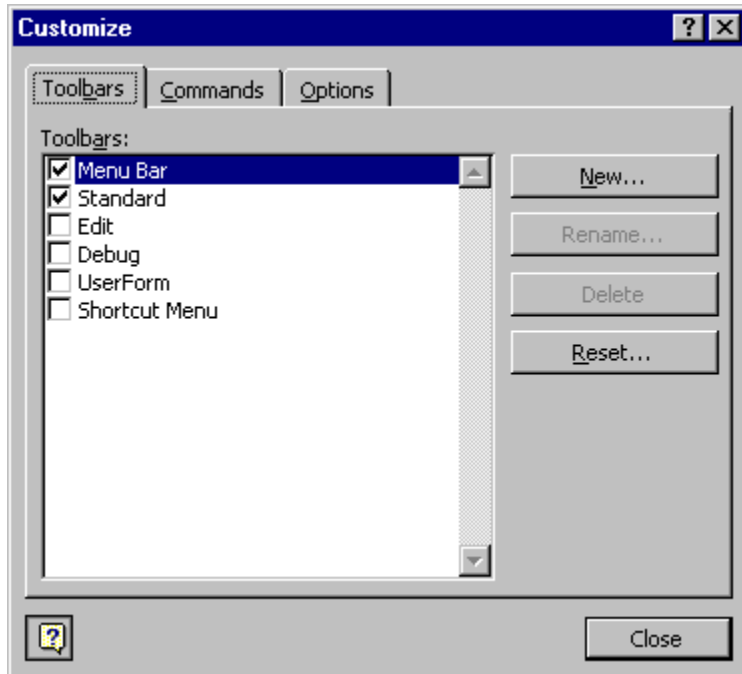 Customize
Toolbars Commands Options
Toolbars:
Menu Bar
Standard
Edit
Debug
UserForm
Shortcut Menu
New...
Rename...
Delete
Reset...
Close